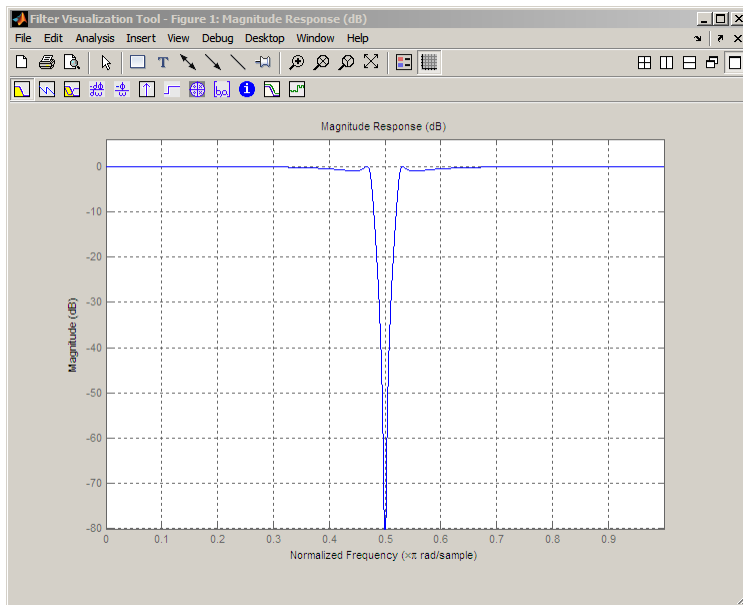 Filter Visualization Tool - Figure 1: Magnitude Response (dB)
File Edit Analysis Insert View Debug Desktop Window Help
Magnitude Response (dB)
0
-10
-20
-30
-40
-50
-60
-70
-80
Magnitude (dB)
0 0.1 0.2 0.3 0.4 0.5 0.6 0.7 0.8 0.9
Normalized Frequency (×π rad/sample)